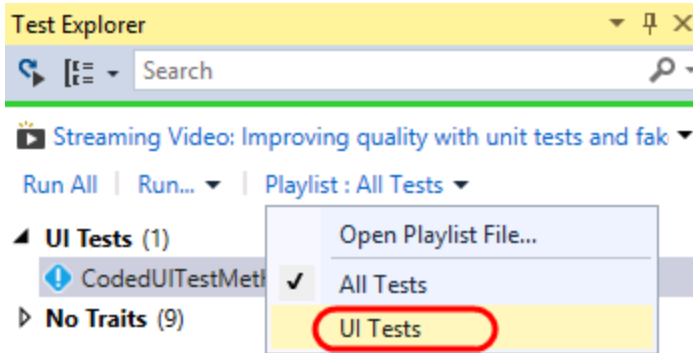 Test Explorer
Search
Streaming Video: Improving quality with unit tests and fak
Run All | Run... | Playlist : All Tests
UI Tests (1)
Open Playlist File...
CodedUITestMet
All Tests
No Traits (9)
UI Tests